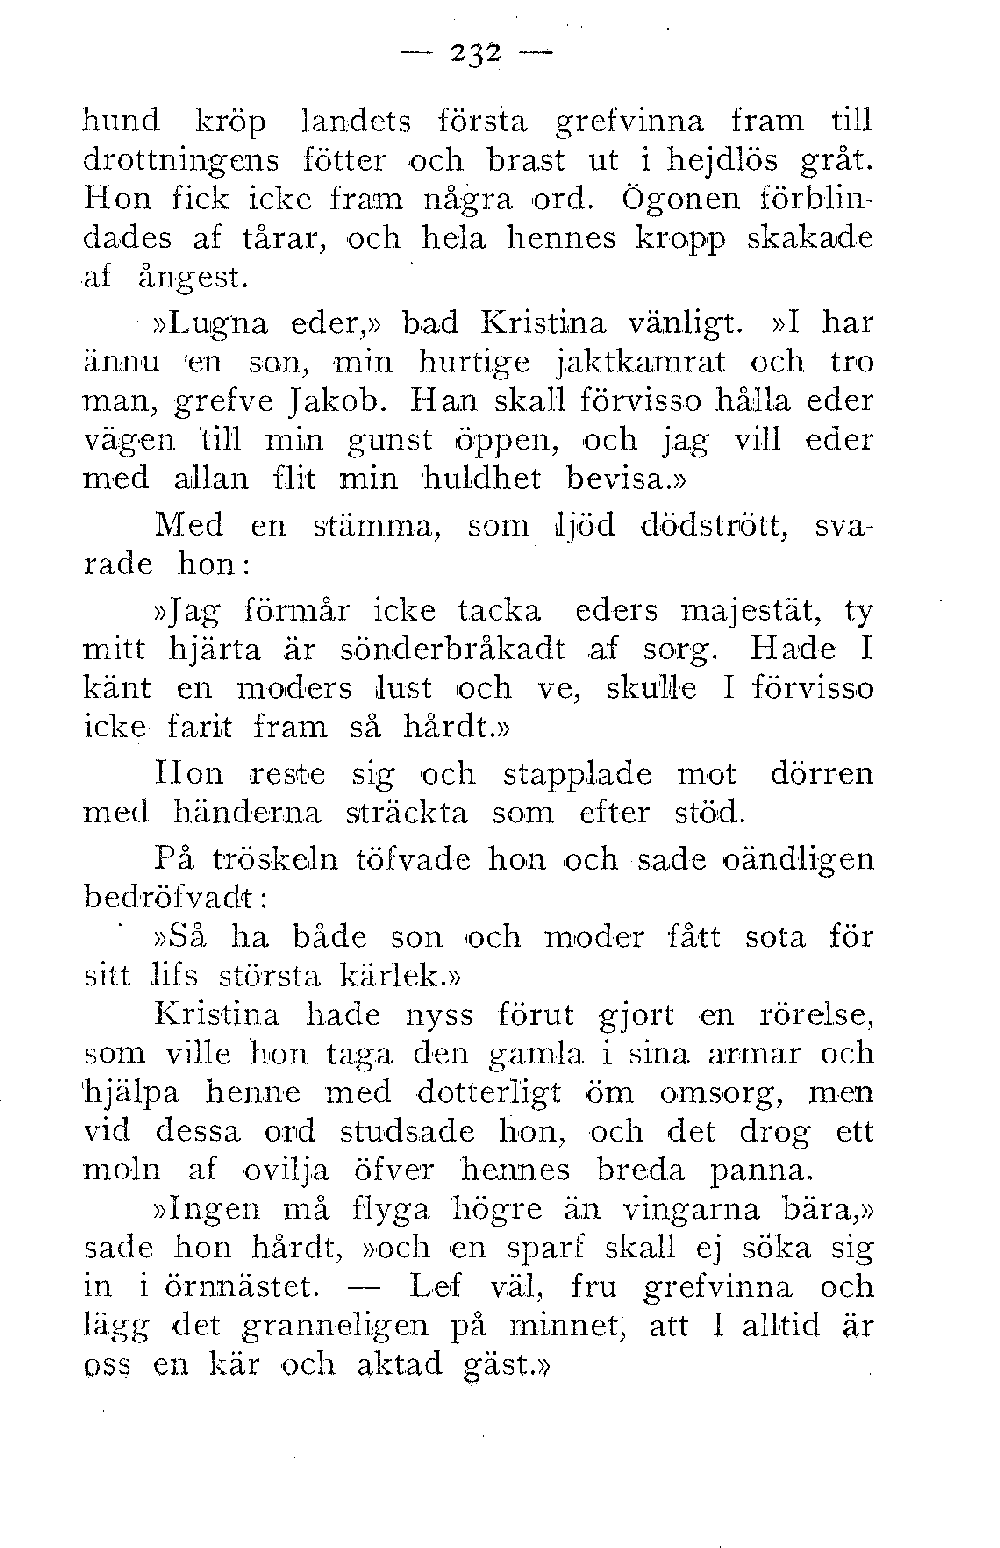 — 232 —
hund kröp landets första grefvinna fram till
drottningens fötter och brast ut i hejdlös gråt.
Hon fick icke fram några ord. Ögonen förblin-
dades af tårar, och hela hennes kropp skakade
af ångest.
»Lugna eder,» bad Kristina vänligt. »I har
ännu en son, min hurtige jaktkamrat och tro
man, grefve Jakob. Han skall förvisso hålla eder
vägen till min gunst öppen, och jag vill eder
med allan flit min huldhet bevisa.»
Med en stämma, som ljöd dödstrött, sva-
rade hon:
»Jag förmår icke tacka eders majestät, ty
mitt hjärta är sönderbråkadt af sorg. Hade I
känt en moders lust och ve, skulle I förvisso
icke farit fram så hårdt.»
Hon reste sig och stapplade mot dörren
med händerna sträckta som efter stöd.
På tröskeln töfvade hon och sade oändligen
bedröfvadt:
»Så ha både son och moder fått sota för
sitt lifs största kärlek.»
Kristina hade nyss förut gjort en rörelse,
som ville hon taga den gamla i sina armar och
hjälpa henne med dotterligt öm omsorg, men
vid dessa ord studsade hon, och det drog ett
moln af ovilja öfver hennes breda panna.
»Ingen må flyga högre än vingarna bära,»
sade hon hårdt, »och en sparf skall ej söka sig
in i örnnästet. — Lef väl, fru grefvinna och
lägg det granneligen på minnet, att I alltid är
oss en kär och aktad gäst.»